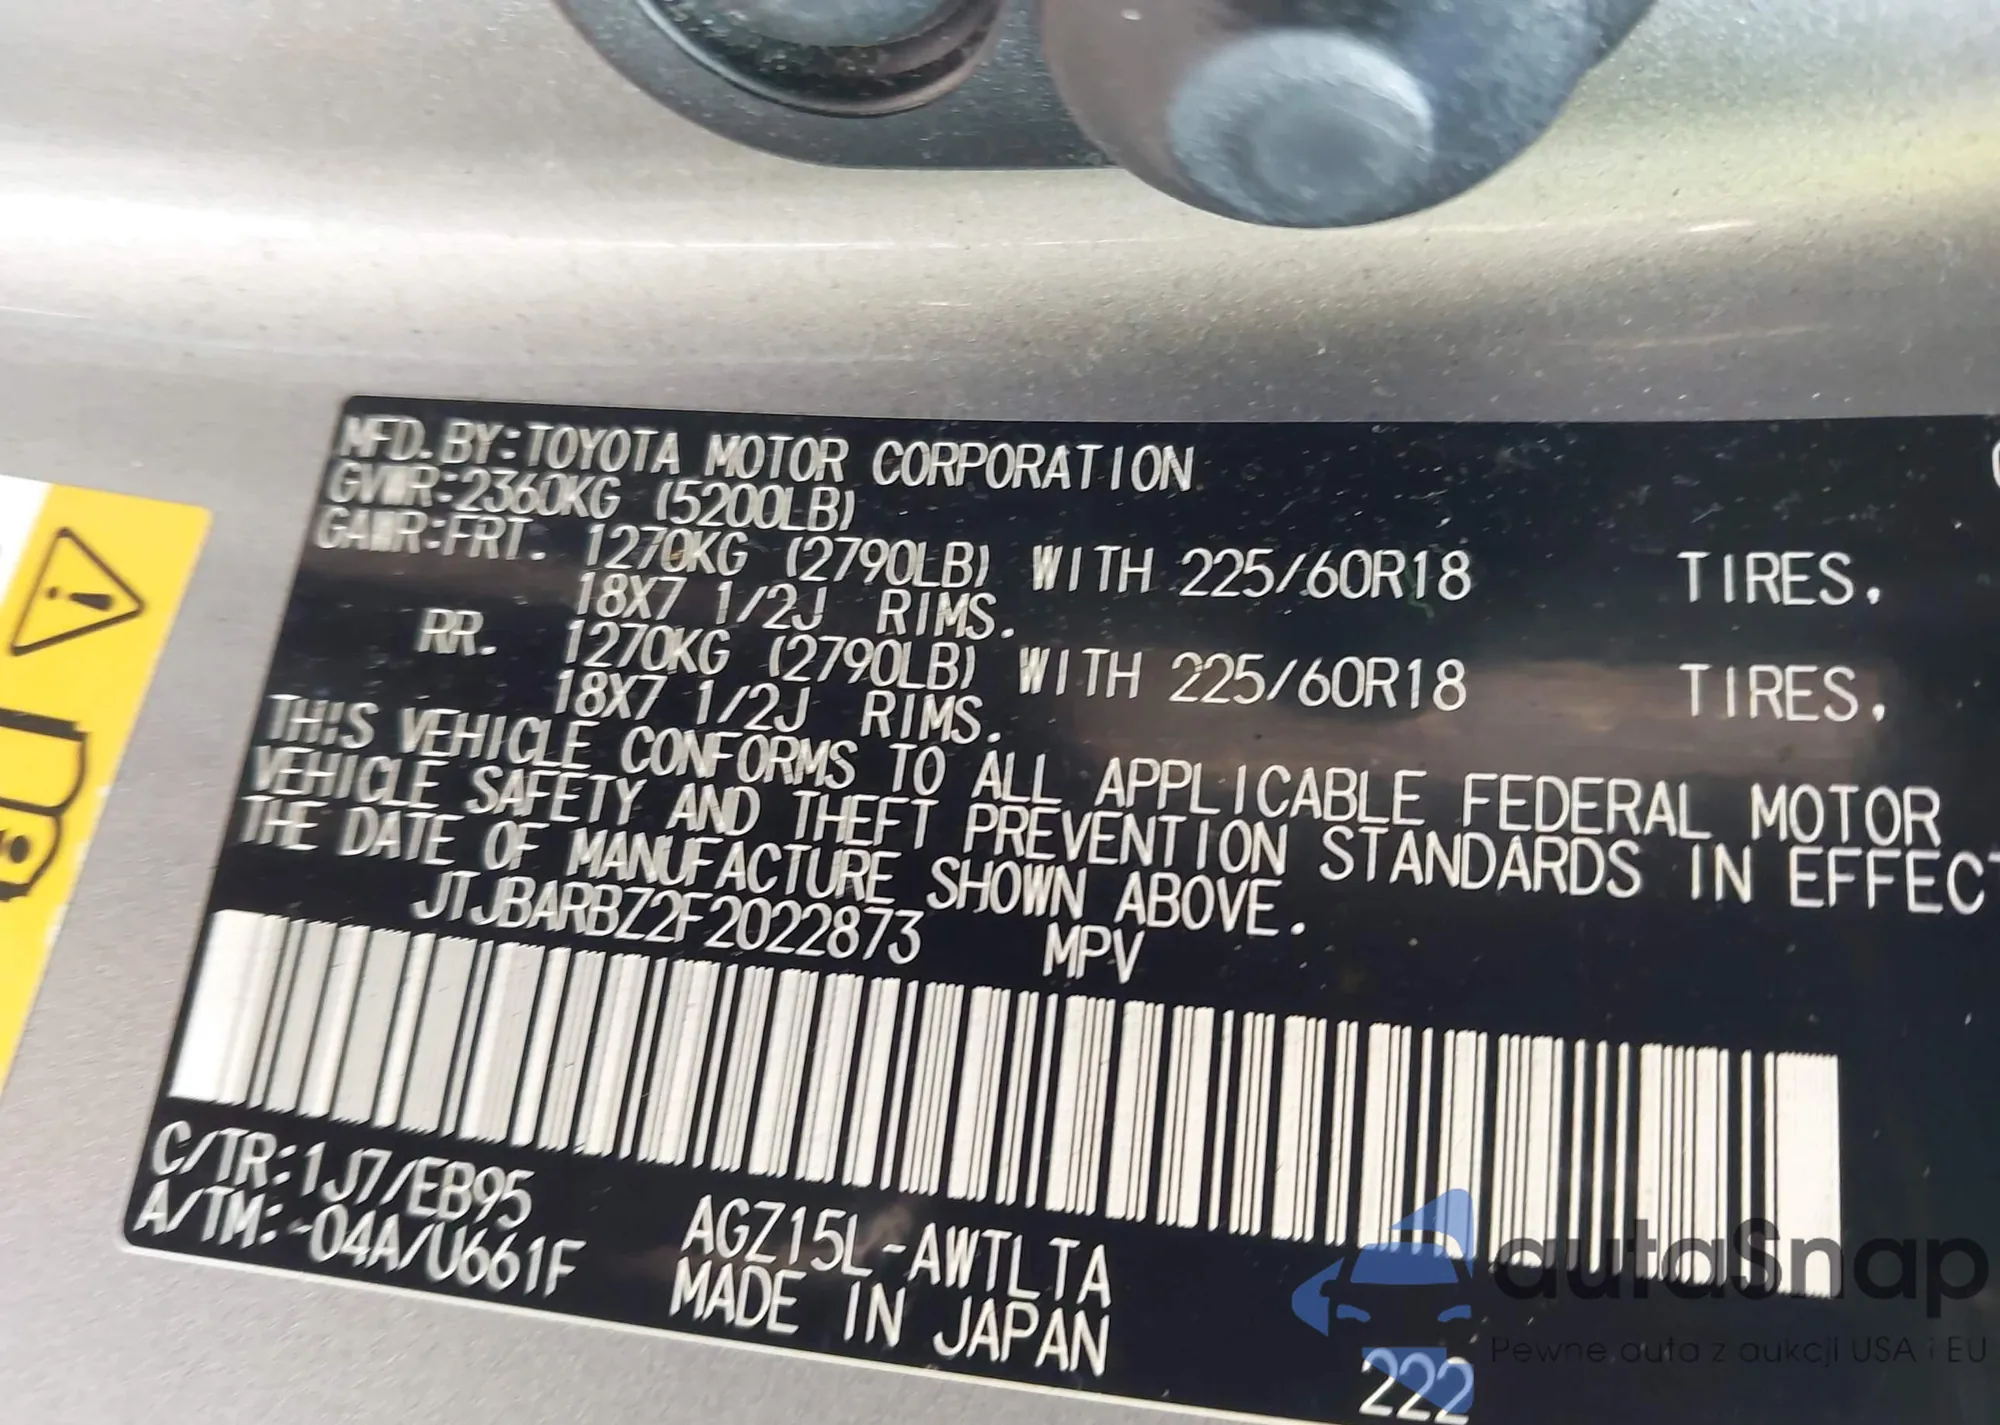 MFD.BY:TOYOTA MOTOR CORPORATION
GVWR:2360KG (5200LB)
GAWR:FRT. 1270KG (2790LB) WITH 225/60R18 TIRES,
18X7 1/2J RIMS.
RR. 1270KG (2790LB) WITH 225/60R18 TIRES,
18X7 1/2J RIMS.
THIS VEHICLE CONFORMS TO ALL APPLICABLE FEDERAL MOTOR
VEHICLE SAFETY AND THEFT PREVENTION STANDARDS IN EFFECT
THE DATE OF MANUFACTURE SHOWN ABOVE.
JTJBARBZ2F2022873 MPV
C/TR:1J7/EB95
A/TM:-04A/U661F
AGZ15L-AWTLTA
MADE IN JAPAN
222
autoSnap
Pewne auta z aukcji USA i EU